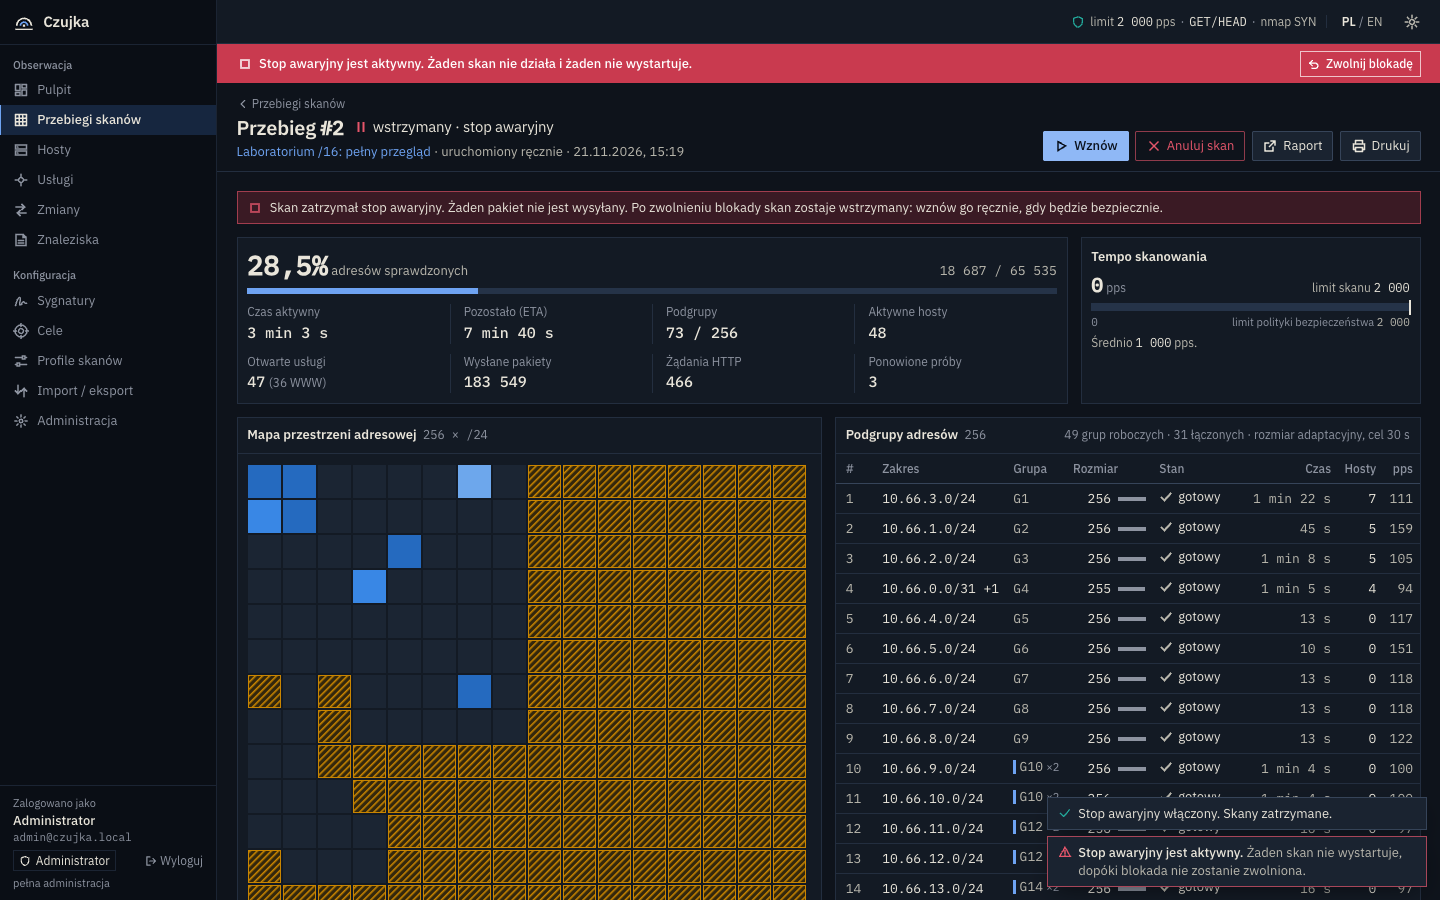 Czujka
limit 2 000 pps · GET/HEAD · nmap SYN
PL / EN
Stop awaryjny jest aktywny. Żaden skan nie działa i żaden nie wystartuje.
Zwolnij blokadę
Obserwacja
Pulpit
Przebiegi skanów
Hosty
Usługi
Zmiany
Znaleziska
Konfiguracja
Sygnatury
Cele
Profile skanów
Import / eksport
Administracja
Zalogowano jako
Administrator
admin@czujka.local
Administrator
Wyloguj
pełna administracja
Przebiegi skanów
Przebieg #2 wstrzymany · stop awaryjny
Laboratorium /16: pełny przegląd · uruchomiony ręcznie · 21.11.2026, 15:19
Wznów
Anuluj skan
Raport
Drukuj
Skan zatrzymał stop awaryjny. Żaden pakiet nie jest wysyłany. Po zwolnieniu blokady skan zostaje wstrzymany: wznów go ręcznie, gdy będzie bezpiecznie.
28,5% adresów sprawdzonych 18 687 / 65 535
Czas aktywny Pozostało (ETA) Podgrupy Aktywne hosty
3 min 3 s 7 min 40 s 73 / 256 48
Otwarte usługi Wysłane pakiety Żądania HTTP Ponowione próby
47 (36 WWW) 183 549 466 3
Tempo skanowania
0 pps limit skanu 2 000
0 limit polityki bezpieczeństwa 2 000
Średnio 1 000 pps.
Mapa przestrzeni adresowej 256 × /24
Podgrupy adresów 256 49 grup roboczych · 31 łączonych · rozmiar adaptacyjny, cel 30 s
# Zakres Grupa Rozmiar Stan Czas Hosty pps
1 10.66.3.0/24 G1 256 gotowy 1 min 22 s 7 111
2 10.66.1.0/24 G2 256 gotowy 45 s 5 159
3 10.66.2.0/24 G3 256 gotowy 1 min 8 s 5 105
4 10.66.0.0/31 +1 G4 255 gotowy 1 min 5 s 4 94
5 10.66.4.0/24 G5 256 gotowy 13 s 0 117
6 10.66.5.0/24 G6 256 gotowy 10 s 0 151
7 10.66.6.0/24 G7 256 gotowy 13 s 0 118
8 10.66.7.0/24 G8 256 gotowy 13 s 0 118
9 10.66.8.0/24 G9 256 gotowy 13 s 0 122
10 10.66.9.0/24 G10 ×2 256 gotowy 1 min 4 s 0 100
11 10.66.10.0/24 G10
12 10.66.11.0/24 G12
13 10.66.12.0/24 G12
14 10.66.13.0/24 G14 ×2 256 gotowy 16 s 0 97
Stop awaryjny włączony. Skany zatrzymane.
Stop awaryjny jest aktywny. Żaden skan nie wystartuje,
dopóki blokada nie zostanie zwolniona.